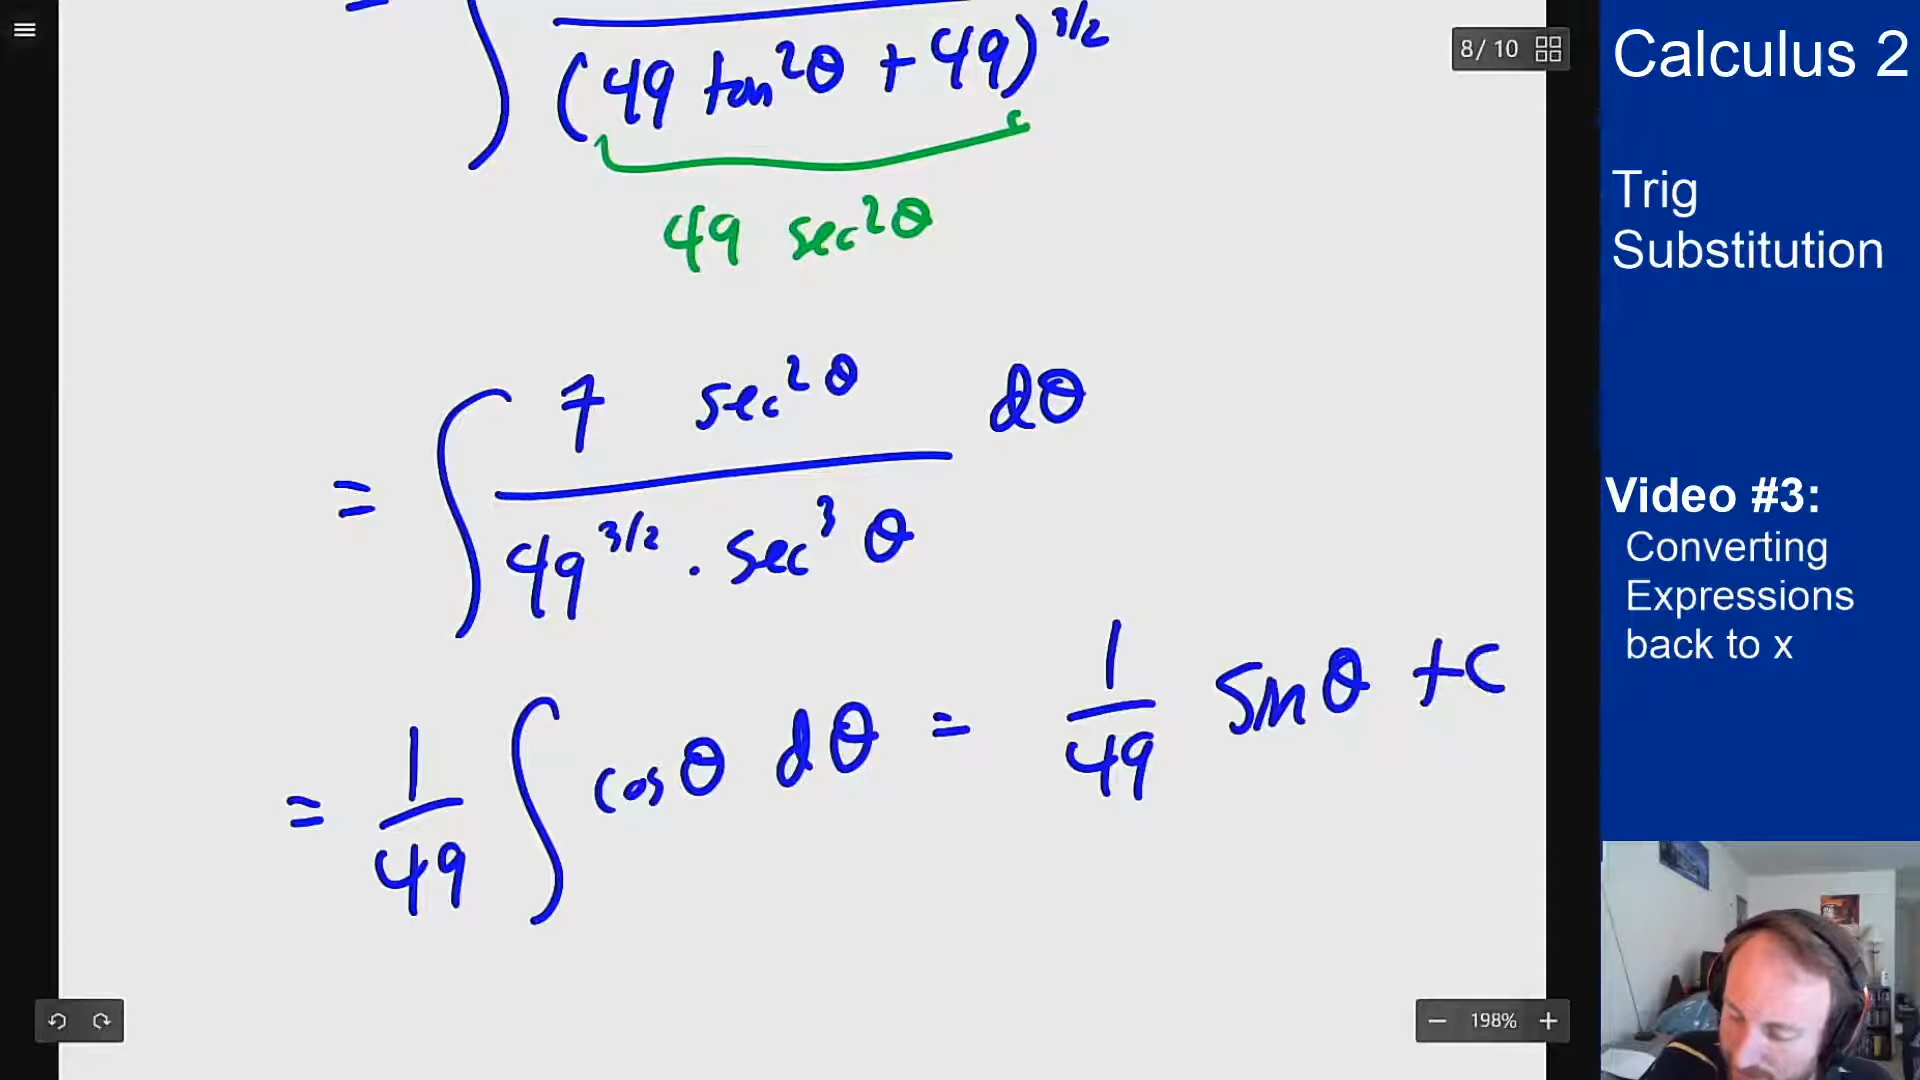 = ∫ (49 tan²θ + 49)^3/2
49 sec²θ
= ∫ 7 sec²θ / 49^3/2 · sec³θ dθ
= 1/49 ∫ cosθ dθ = 1/49 sinθ + C
8 / 10
198%
Calculus 2
Trig
Substitution
Video #3:
Converting
Expressions
back to x